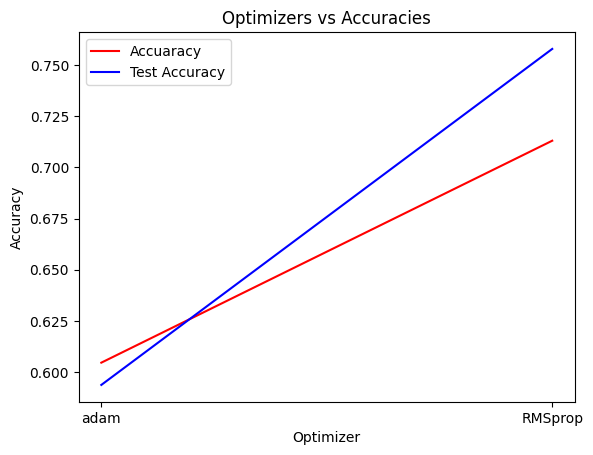 Optimizers vs Accuracies
Accuaracy
Test Accuracy
0.750
0.725
0.700
0.675
0.650
0.625
0.600
Accuracy
adam
RMSprop
Optimizer